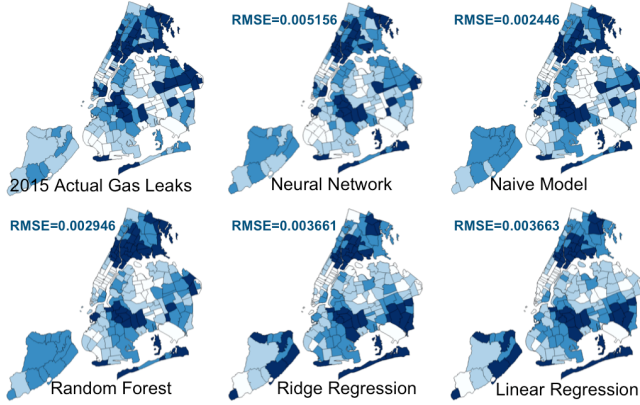 RMSE=0.005156
RMSE=0.002446
2015 Actual Gas Leaks
Neural Network
Naive Model
RMSE=0.002946
RMSE=0.003661
RMSE=0.003663
Random Forest
Ridge Regression
Linear Regression